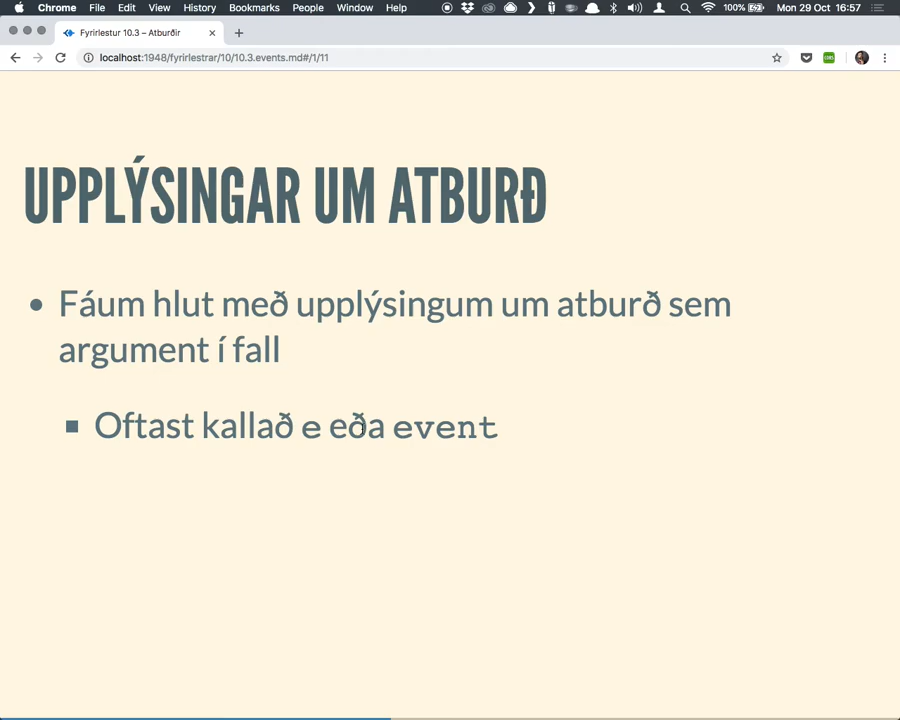 Chrome File Edit View History Bookmarks People Window Help 100% Mon 29 Oct 16:57
Fyrirlestur 10.3 – Atburðir
localhost:1948/fyrirlestrar/10/10.3.events.md#/1/11
UPPLÝSINGAR UM ATBURÐ
Fáum hlut með upplýsingum um atburð sem
argument í fall
Oftast kallað e eða event